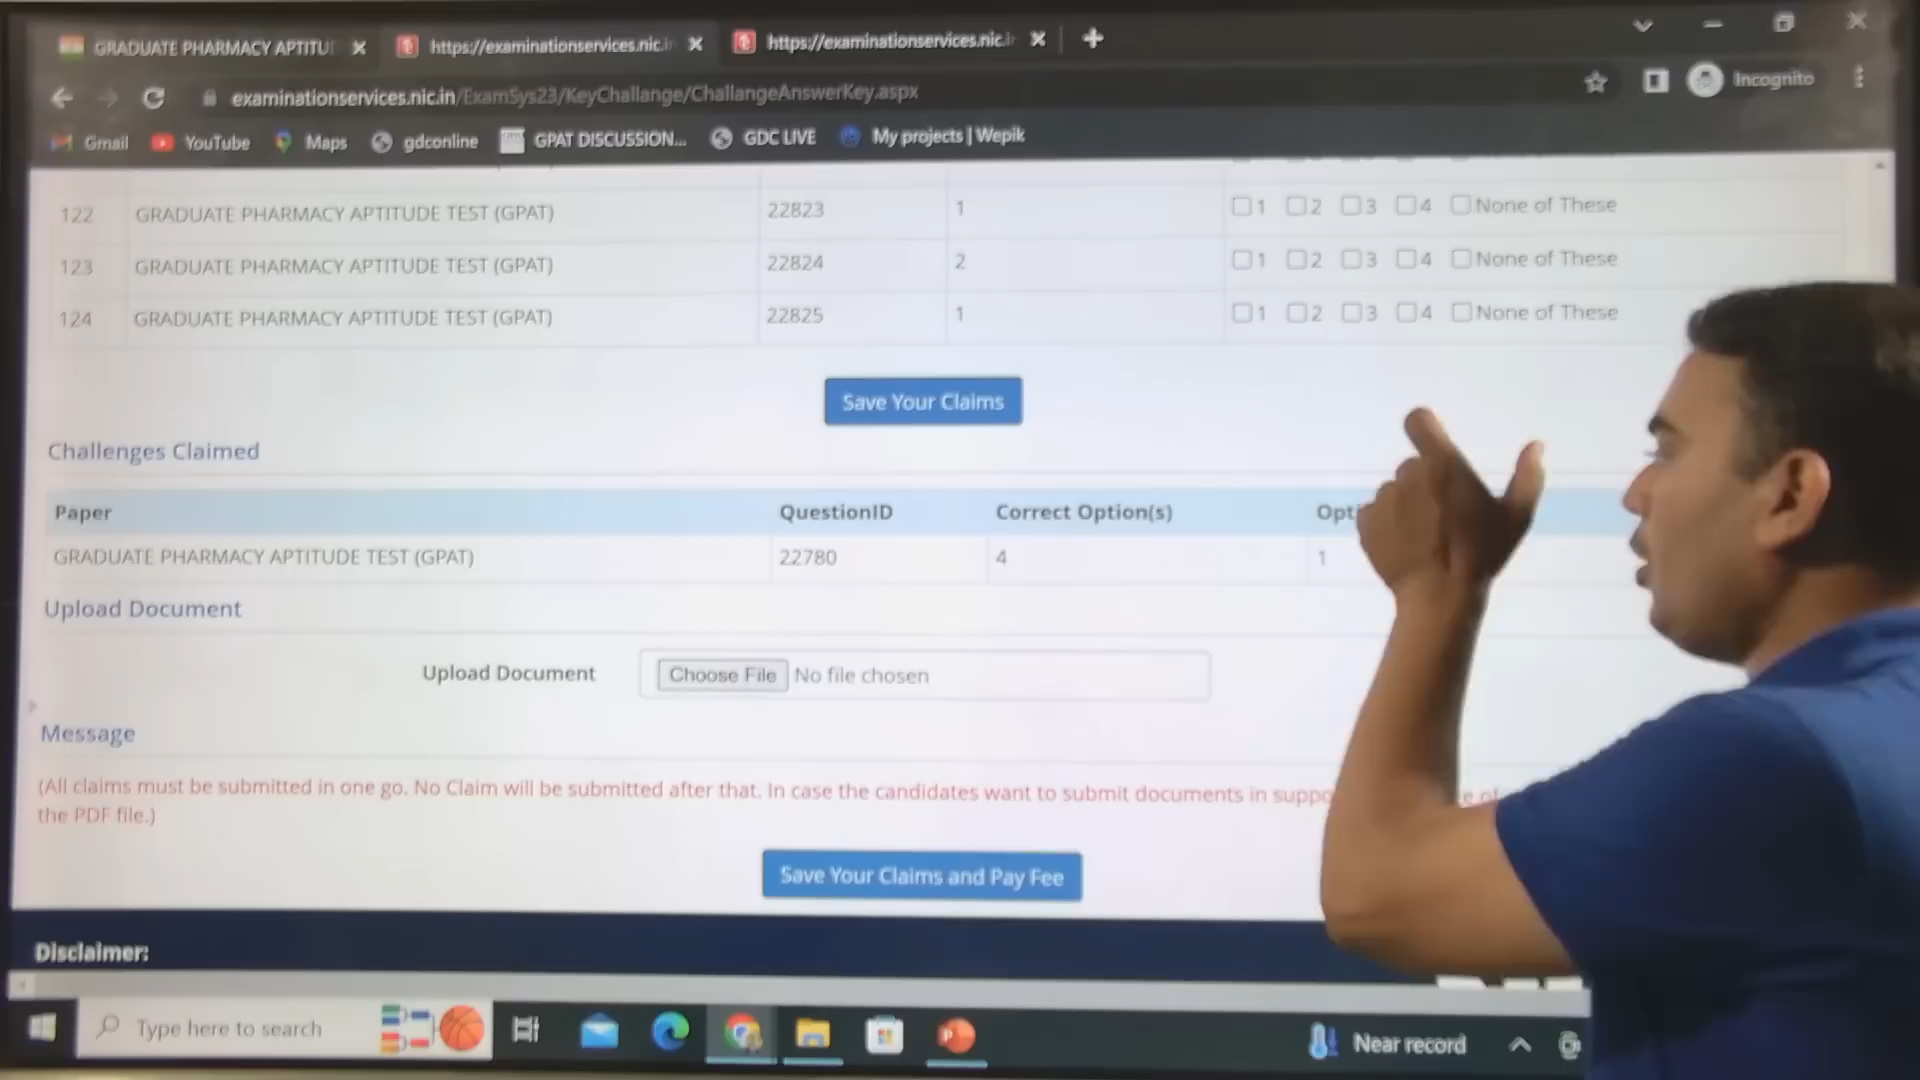 GRADUATE PHARMACY APTITU
https://examinationservices.nic.i
https://examinationservices.nic.i
examinationservices.nic.in/ExamSys23/KeyChallange/ChallangeAnswerKey.aspx
Incognito
Gmail YouTube Maps gdconline GPAT DISCUSSION... GDC LIVE My projects | Wepik
122 GRADUATE PHARMACY APTITUDE TEST (GPAT) 22823 1 1 2 3 4 None of These
123 GRADUATE PHARMACY APTITUDE TEST (GPAT) 22824 2 1 2 3 4 None of These
124 GRADUATE PHARMACY APTITUDE TEST (GPAT) 22825 1 1 2 3 4 None of These
Save Your Claims
Challenges Claimed
Paper QuestionID Correct Option(s) Opti
GRADUATE PHARMACY APTITUDE TEST (GPAT) 22780 4 1
Upload Document
Upload Document Choose File No file chosen
Message
(All claims must be submitted in one go. No Claim will be submitted after that. In case the candidates want to submit documents in suppo
the PDF file.)
Save Your Claims and Pay Fee
Disclaimer:
Type here to search
Near record